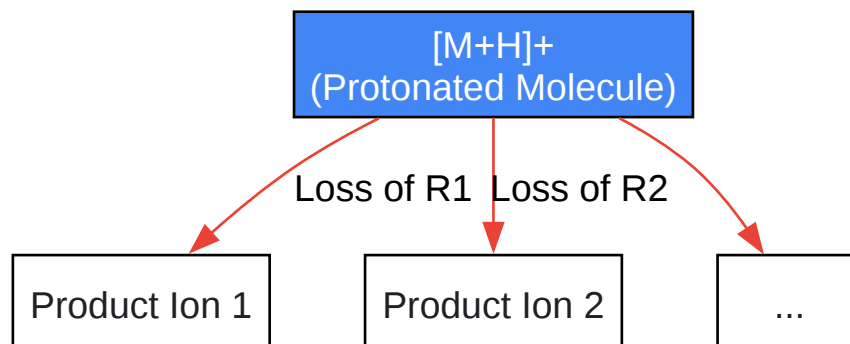 [M+H]+
(Protonated Molecule)
Loss of R1
Loss of R2
Product Ion 1
Product Ion 2
...